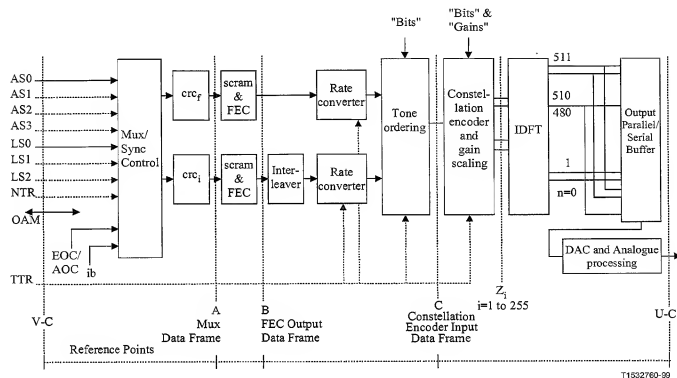 "Bits"
"Bits" &
"Gains"
AS0
AS1
AS2
AS3
LS0
LS1
LS2
NTR
OAM
EOC/
AOC
ib
TTR
Mux/
Sync
Control
crcf
scram
& FEC
Rate
converter
crci
scram
& FEC
Inter-
leaver
Rate
converter
Tone
ordering
Constel-
lation
encoder
and
gain
scaling
IDFT
511
510
480
1
n=0
Output
Parallel/
Serial
Buffer
DAC and Analogue
processing
V-C
A
Mux
Data Frame
B
FEC Output
Data Frame
C
Constellation
Encoder Input
Data Frame
Zi
i=1 to 255
U-C
Reference Points
T1532760-99